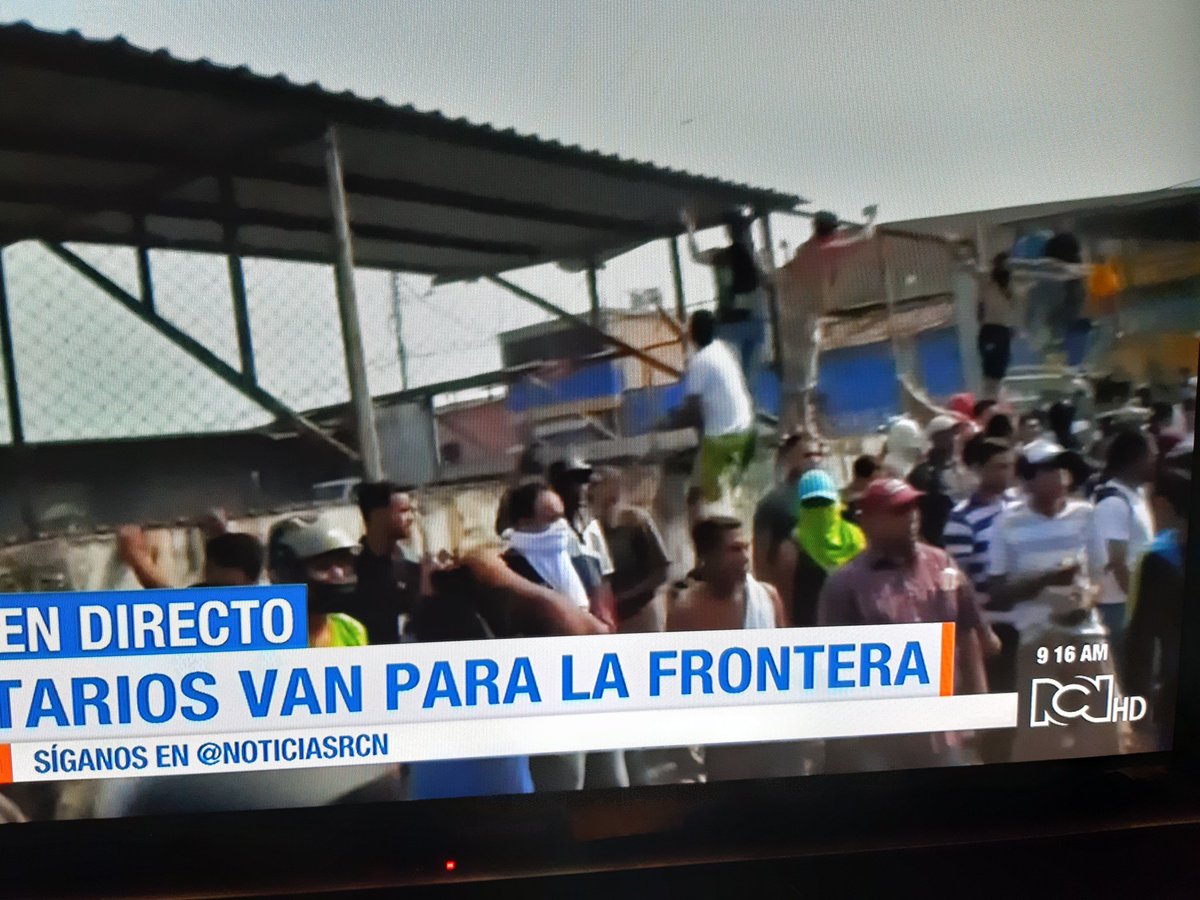 EN DIRECTO
TARIOS VAN PARA LA FRONTERA
SÍGANOS EN @NOTICIASRCN
9 16 AM
RCN HD